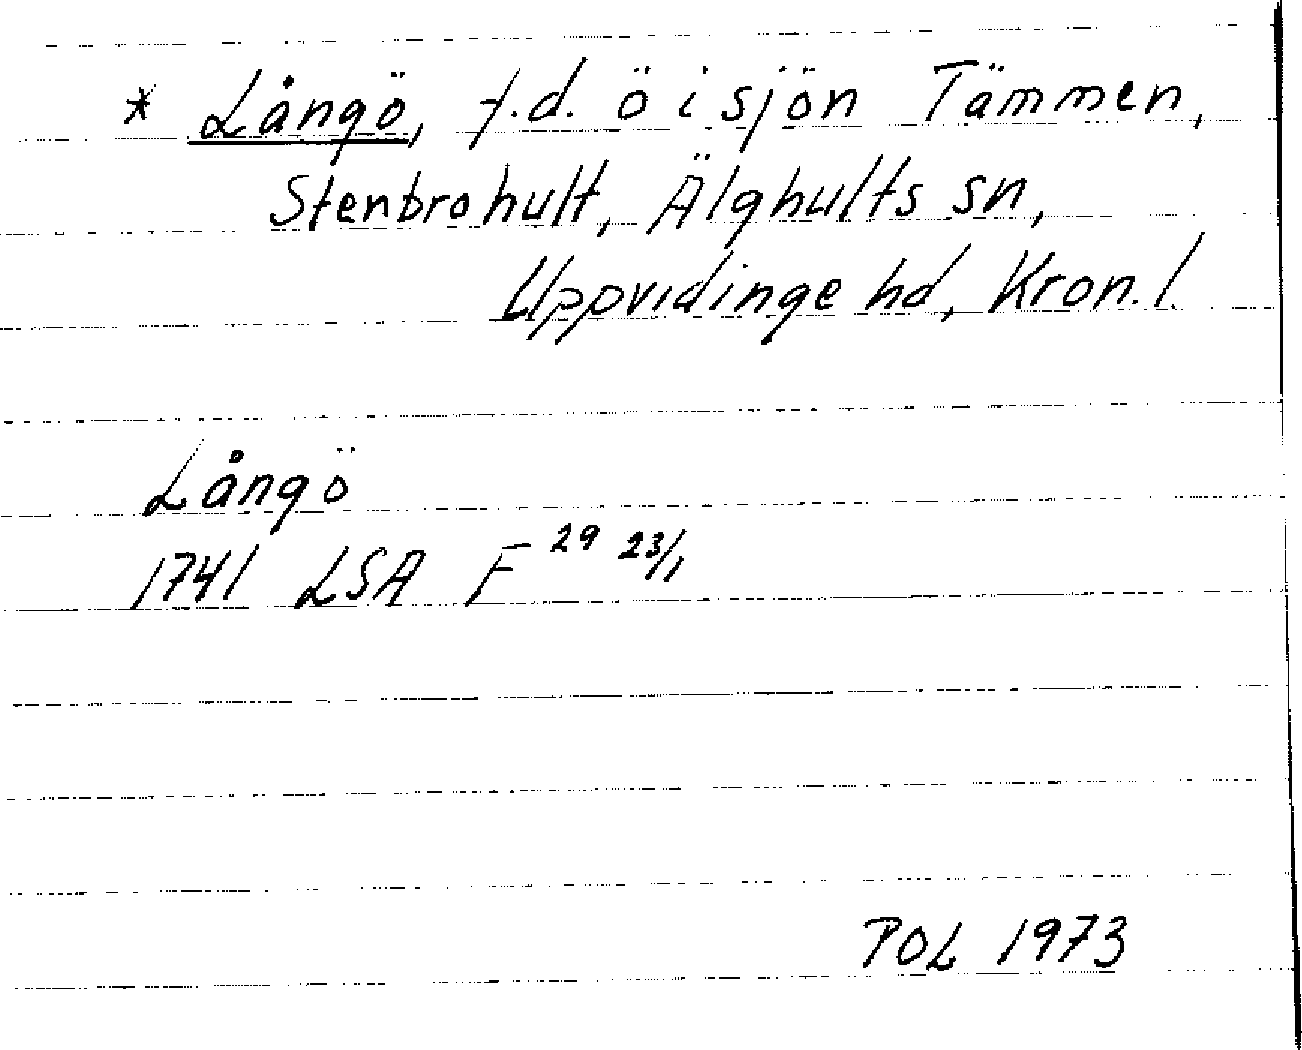 * Långö, f.d. ö i sjön Tämmen,
Stenbrohult, Älghults sn,
Uppvidinge hd, Kron. l.
Långö
1741 LSA F 29 23/1
POL 1973